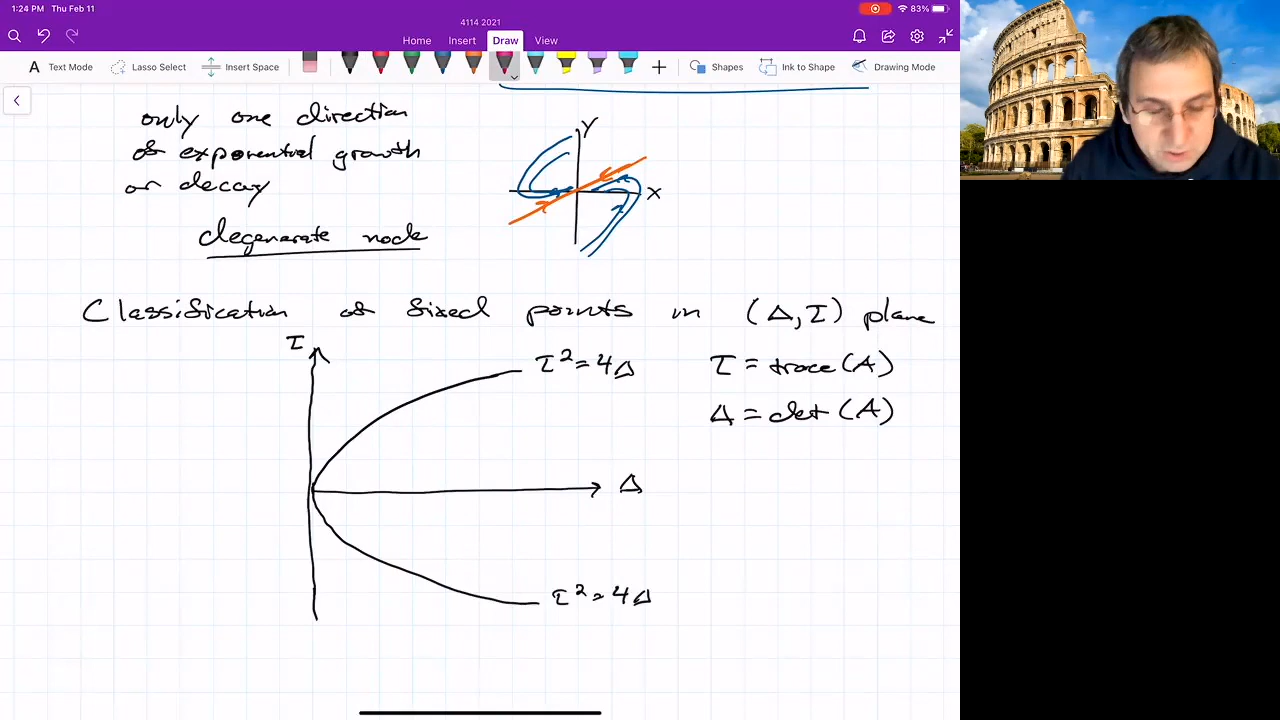 1:24 PM Thu Feb 11
83%
4114 2021
Home Insert Draw View
A Text Mode Lasso Select Insert Space Shapes Ink to Shape Drawing Mode
only one direction
of exponential growth
or decay
degenerate node
y
x
Classification of fixed points in (Δ, τ) plane
τ
τ² = 4Δ
τ = trace(A)
Δ = det(A)
Δ
τ² = 4Δ